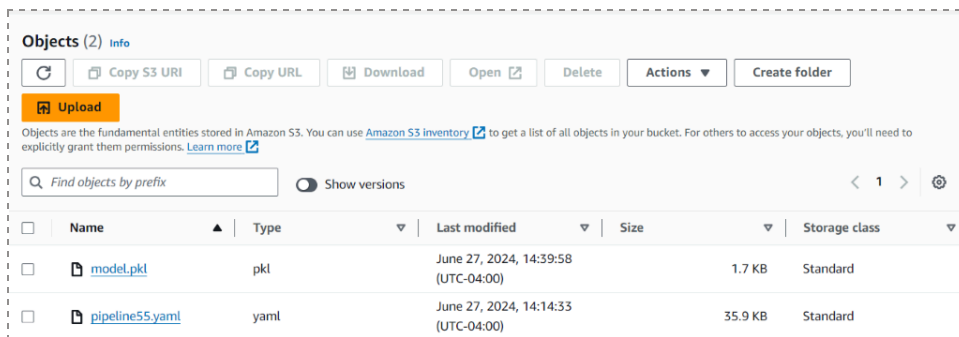 Objects (2) Info
Copy S3 URI Copy URL Download Open Delete Actions Create folder
Upload
Objects are the fundamental entities stored in Amazon S3. You can use Amazon S3 inventory to get a list of all objects in your bucket. For others to access your objects, you'll need to
explicitly grant them permissions. Learn more
Find objects by prefix Show versions 1
Name Type Last modified Size Storage class
model.pkl pkl June 27, 2024, 14:39:58 (UTC-04:00) 1.7 KB Standard
pipeline55.yaml yaml June 27, 2024, 14:14:33 (UTC-04:00) 35.9 KB Standard